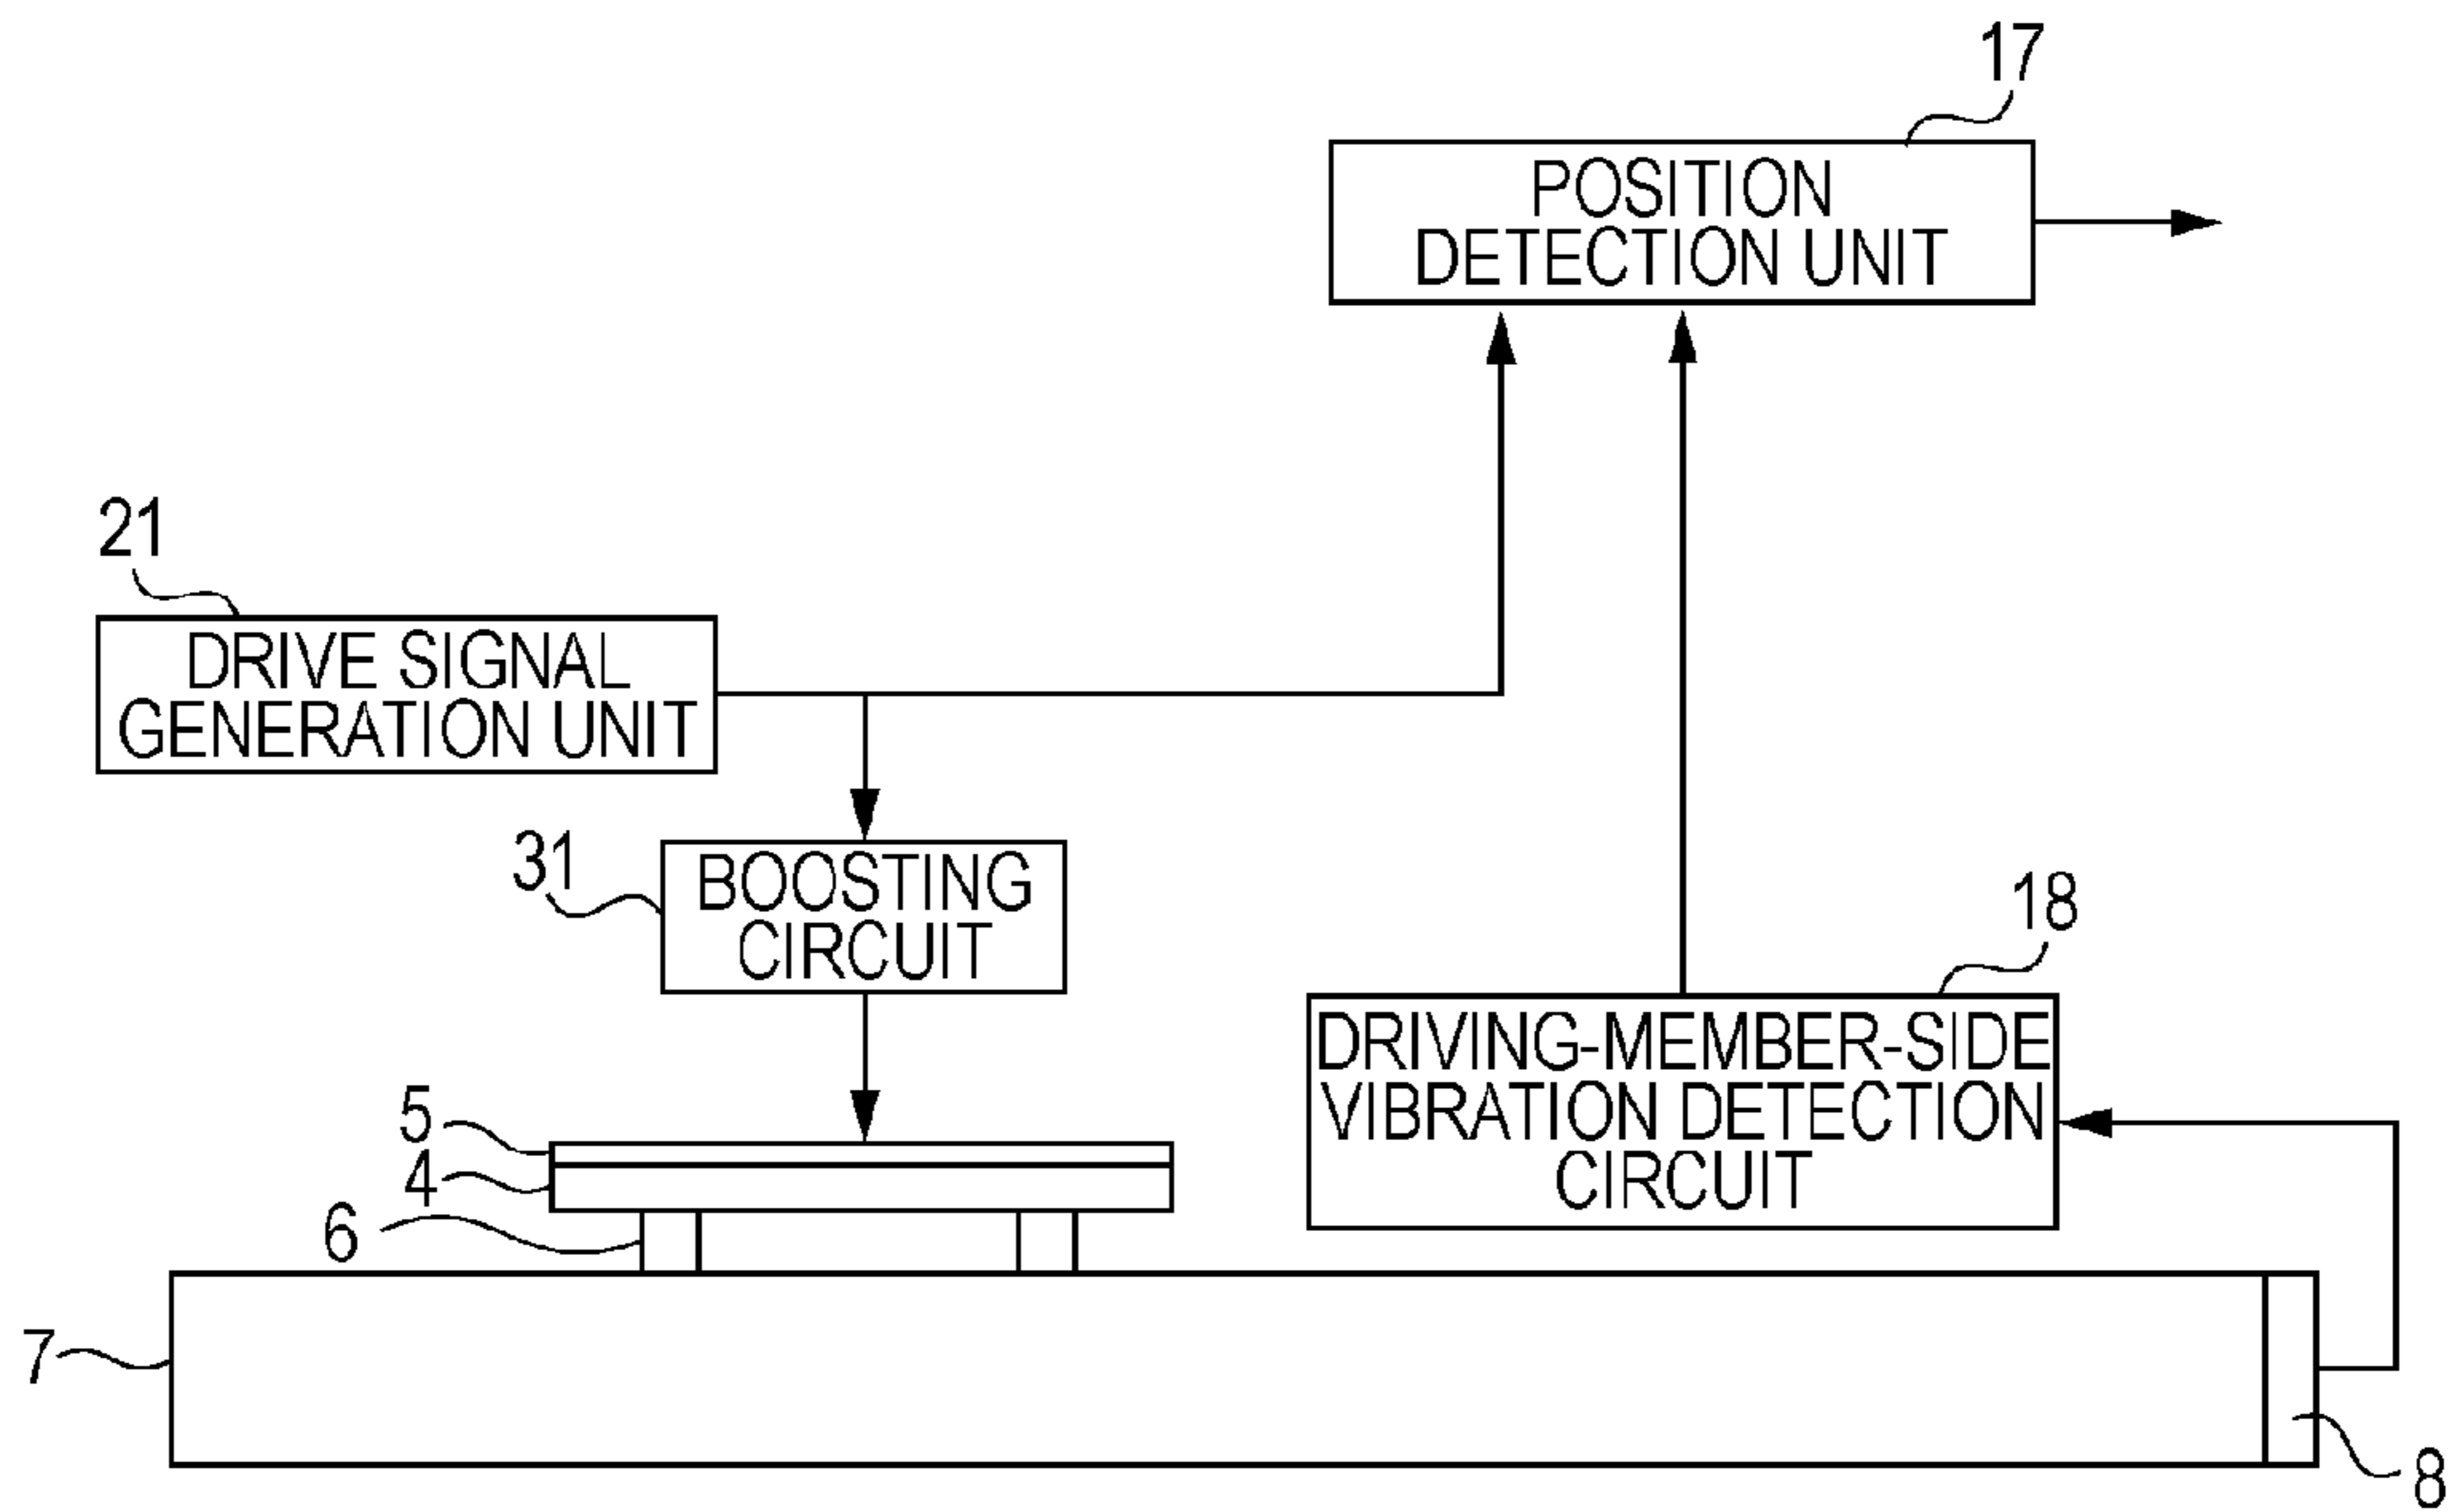 17
POSITION
DETECTION UNIT
21
DRIVE SIGNAL
GENERATION UNIT
31
BOOSTING
CIRCUIT
18
DRIVING-MEMBER-SIDE
VIBRATION DETECTION
CIRCUIT
5
4
6
7
8